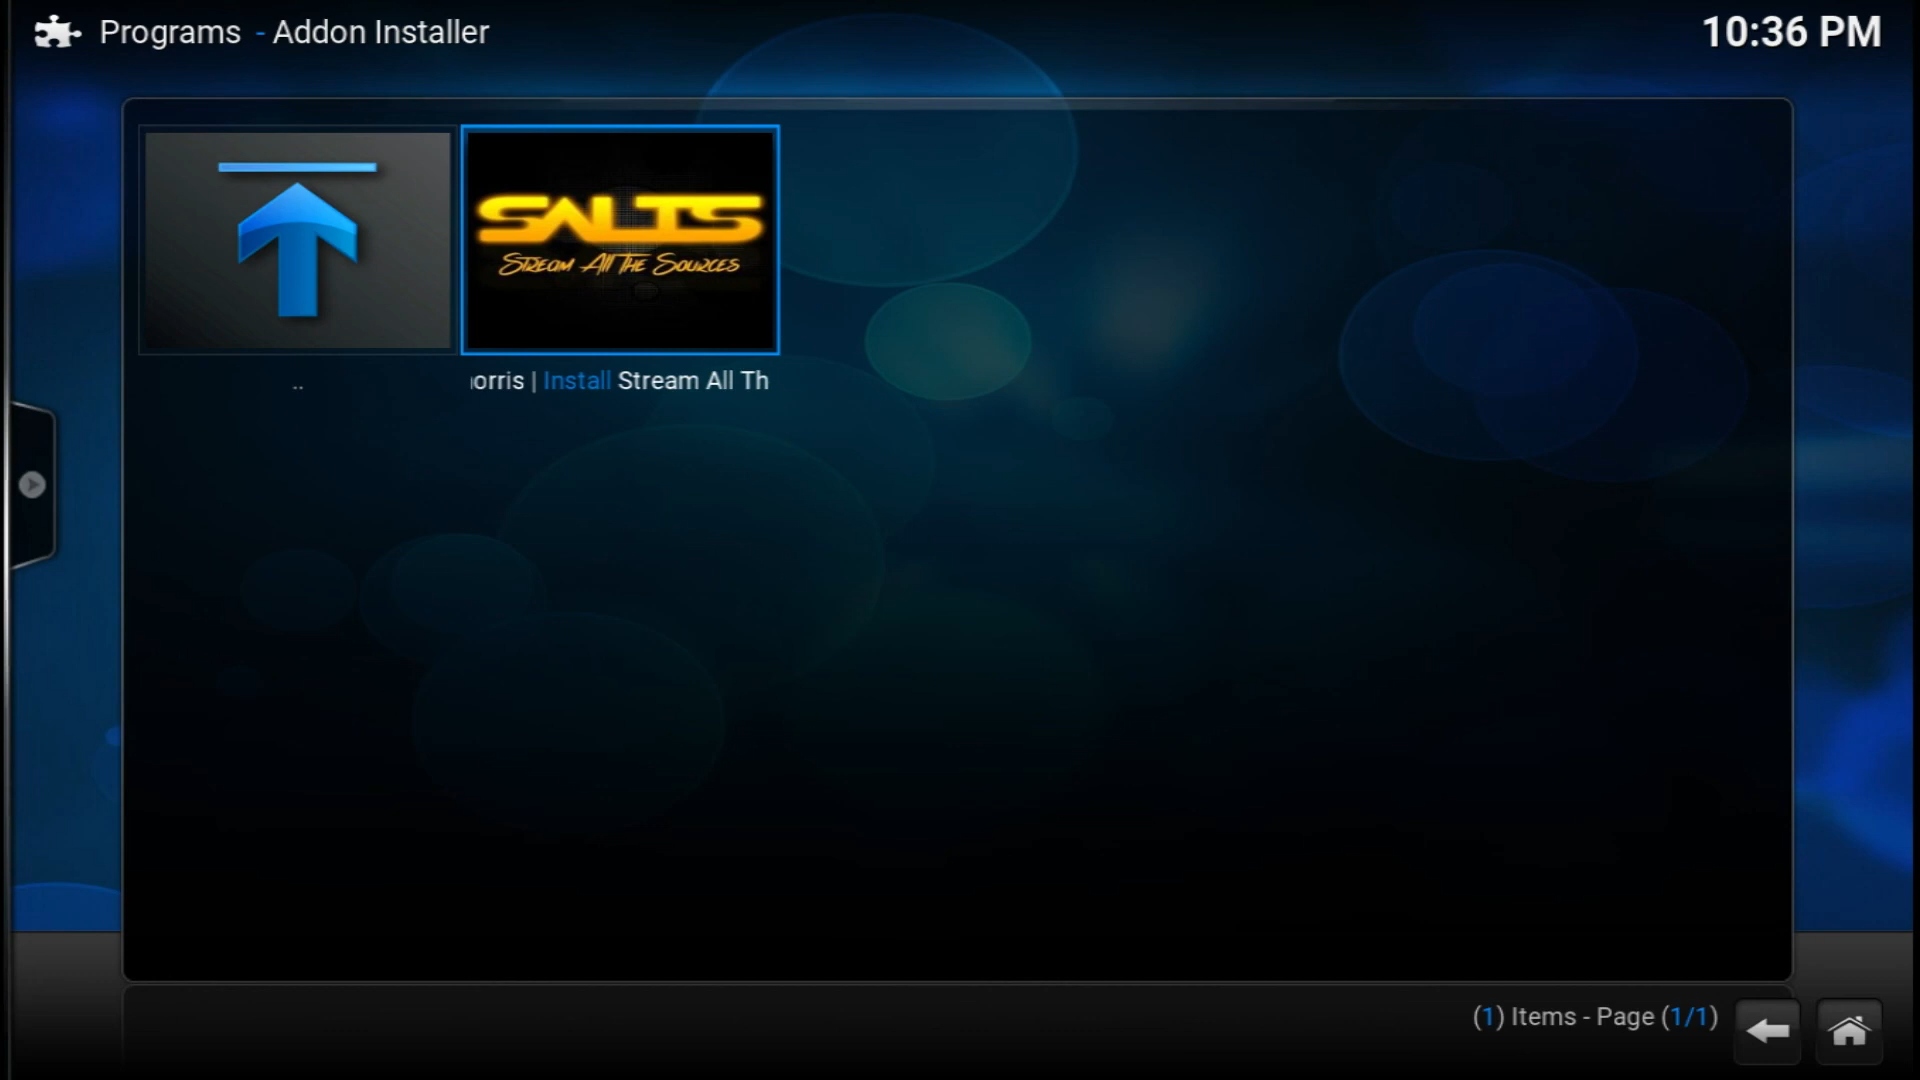 Programs - Addon Installer
10:36 PM
SALTS
Stream All The Sources
..
orris | Install Stream All Th
(1) Items - Page (1/1)